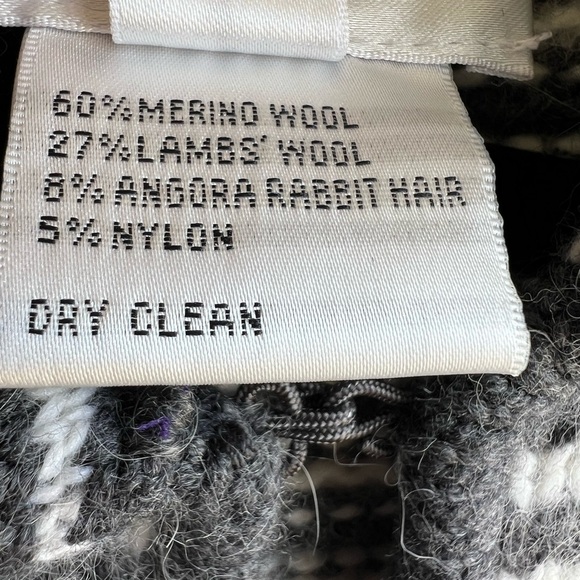 60% MERINO WOOL
27% LAMBS' WOOL
8% ANGORA RABBIT HAIR
5% NYLON
DRY CLEAN